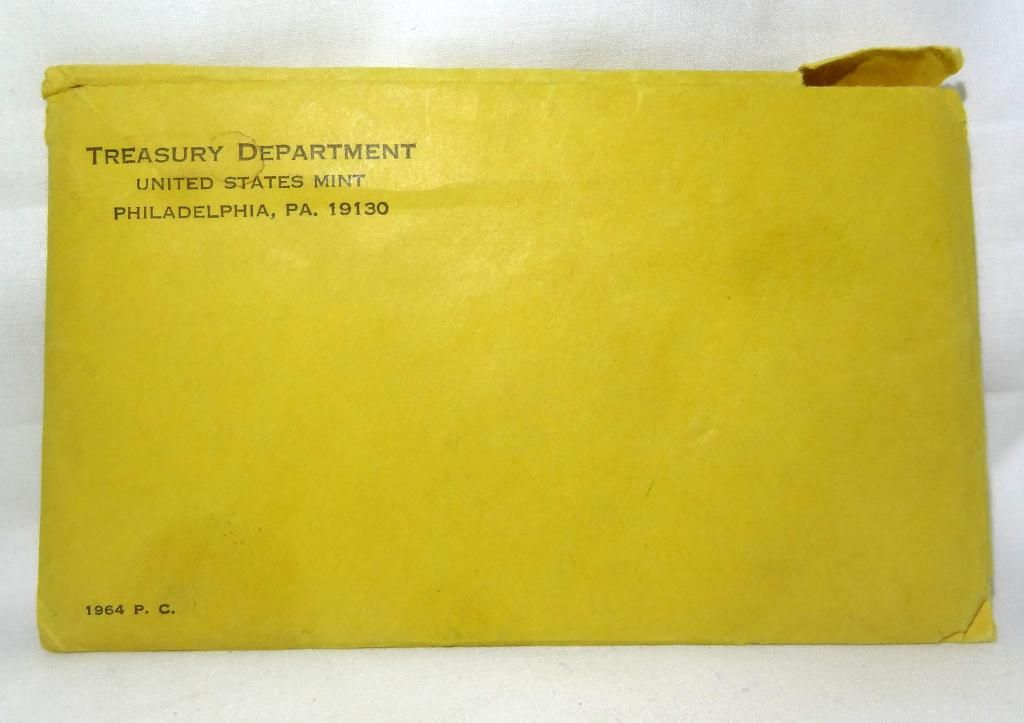 TREASURY DEPARTMENT
UNITED STATES MINT
PHILADELPHIA, PA. 19130
1964 P. C.